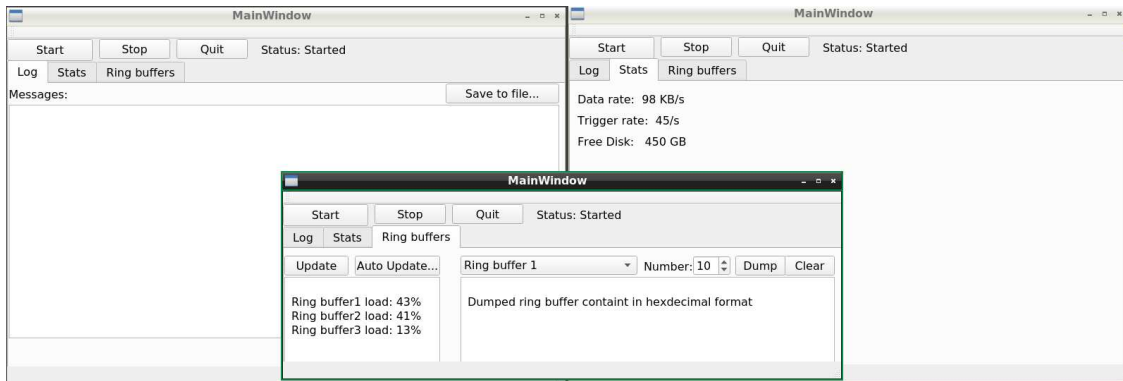 MainWindow
Start Stop Quit Status: Started
Log Stats Ring buffers
Messages: Save to file...
MainWindow
Start Stop Quit Status: Started
Log Stats Ring buffers
Data rate: 98 KB/s
Trigger rate: 45/s
Free Disk: 450 GB
MainWindow
Start Stop Quit Status: Started
Log Stats Ring buffers
Update Auto Update... Ring buffer 1 Number: 10 Dump Clear
Ring buffer1 load: 43%
Ring buffer2 load: 41%
Ring buffer3 load: 13%
Dumped ring buffer containt in hexdecimal format